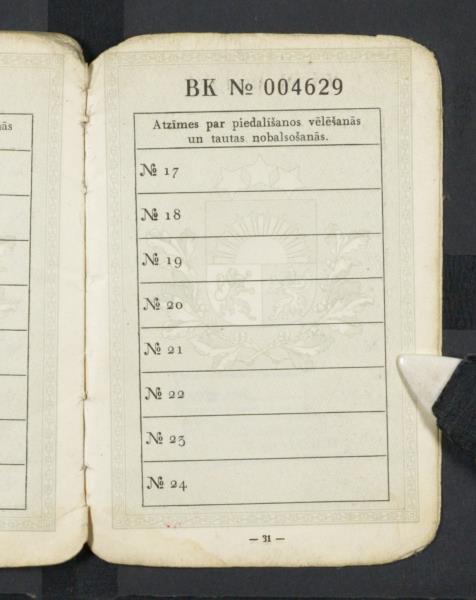 ās
BK № 004629
Atzīmes par piedalīšanos vēlēšanās
un tautas nobalsošanās.
№ 17
№ 18
№ 19
№ 20
№ 21
№ 22
№ 23
№ 24
— 31 —